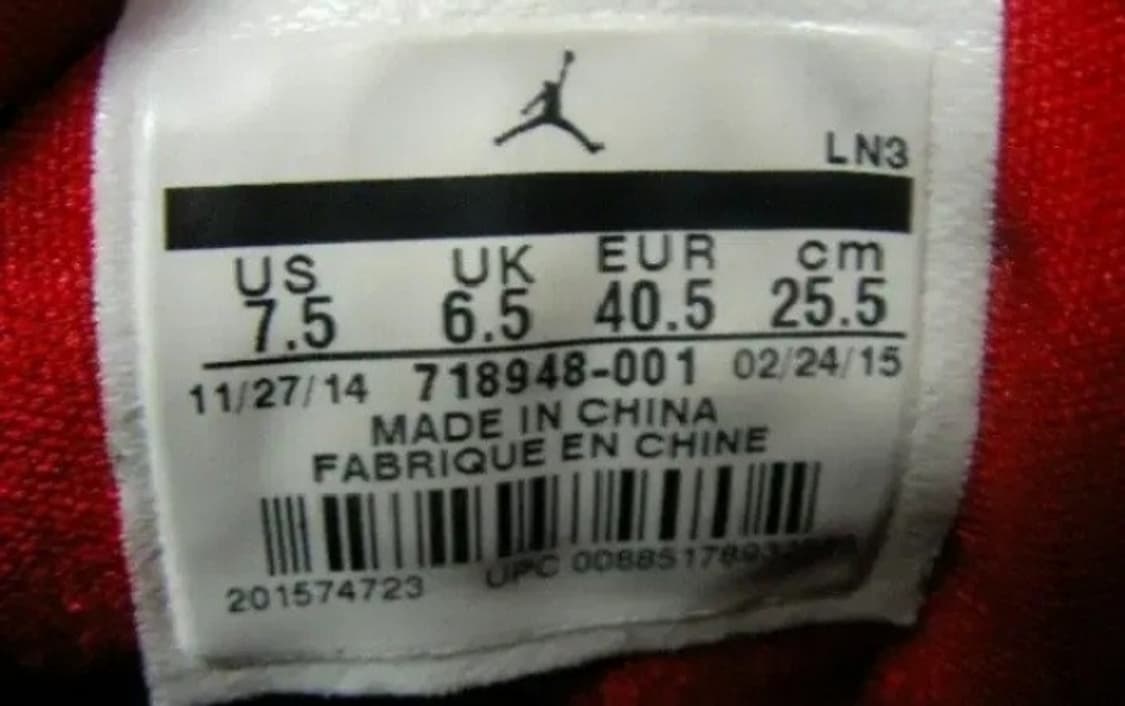 LN3
US UK EUR cm
7.5 6.5 40.5 25.5
11/27/14 718948-001 02/24/15
MADE IN CHINA
FABRIQUE EN CHINE
201574723 UPC